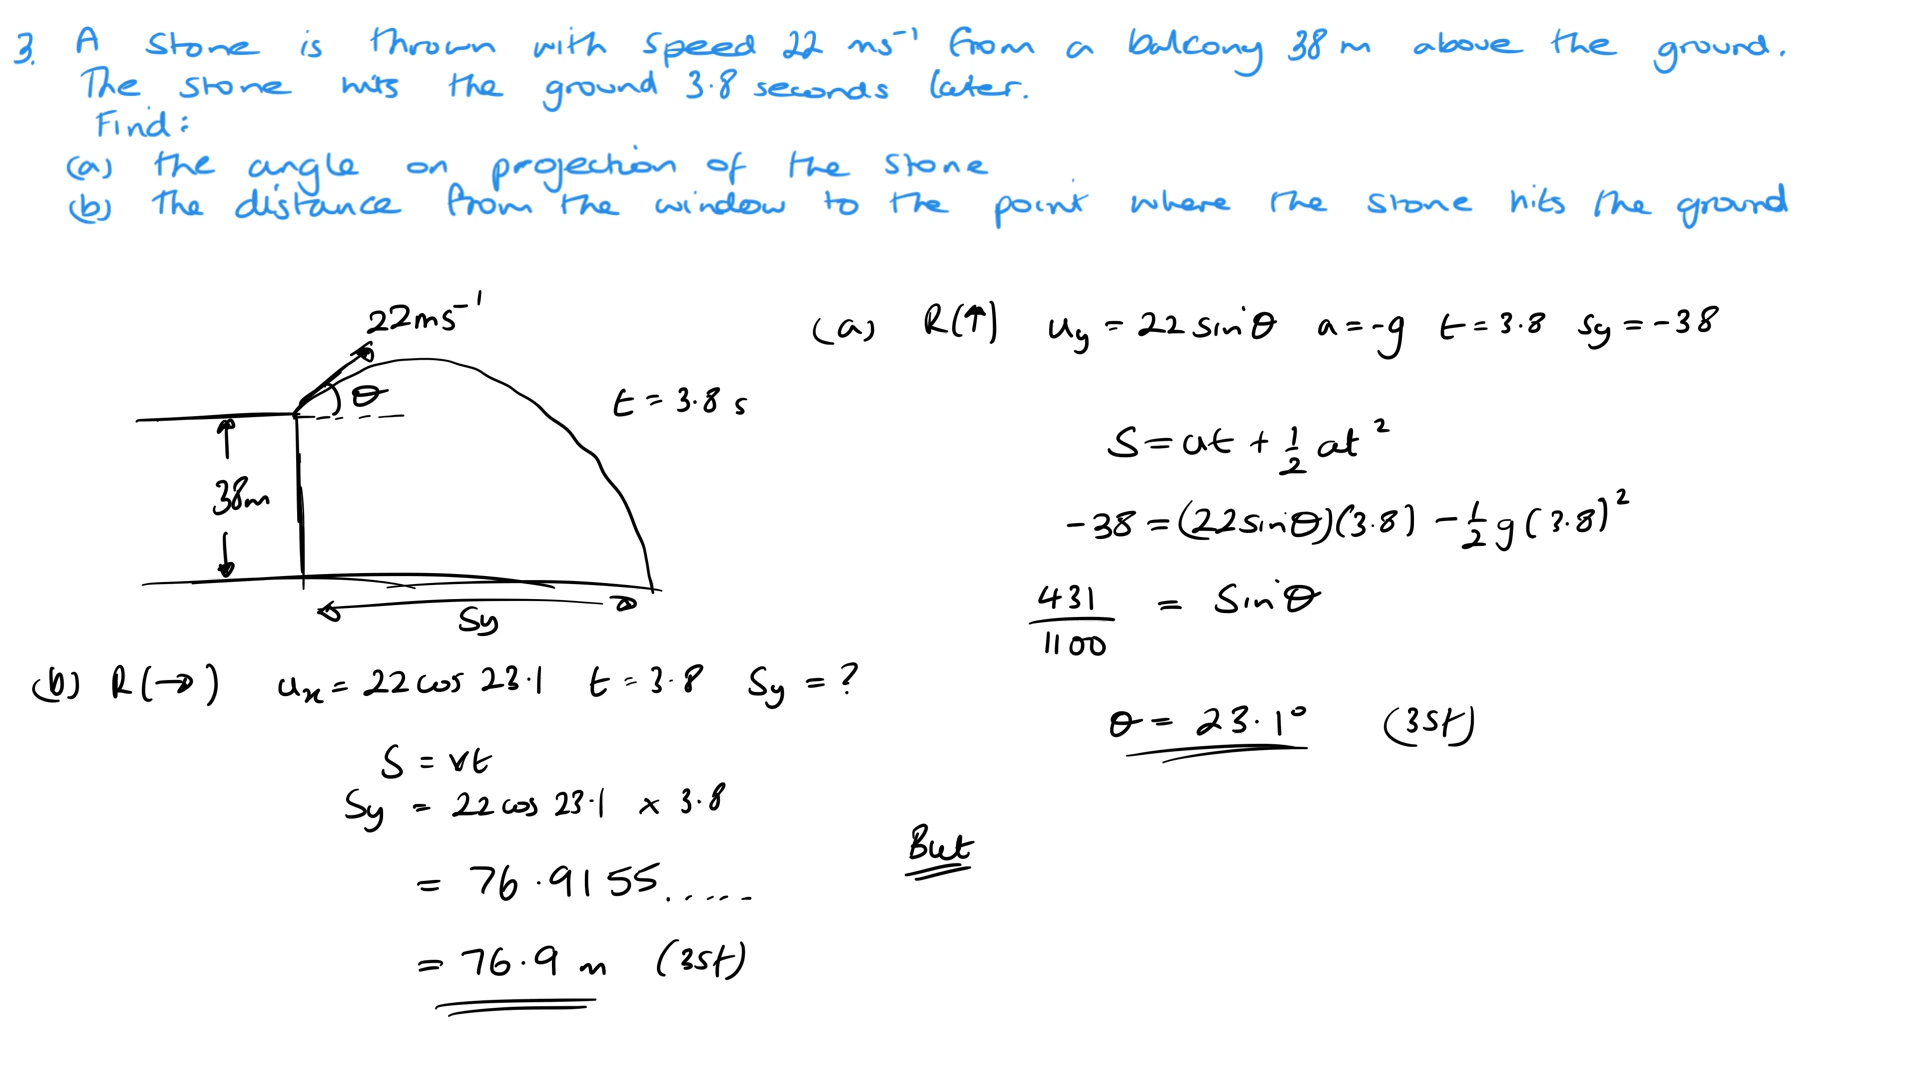 3. A stone is thrown with speed 22 ms⁻¹ from a balcony 38 m above the ground.
The stone hits the ground 3.8 seconds later.
Find:
(a) the angle on projection of the stone
(b) the distance from the window to the point where the stone hits the ground
22ms⁻¹
θ
t = 3.8 s
38m
Sy
(a) R(↑) uy = 22 sinθ a = -g t = 3.8 sy = -38
S = ut + ½ at²
-38 = (22 sinθ)(3.8) - ½ g (3.8)²
431/1100 = Sinθ
θ = 23.1° (3sf)
(b) R(→) ux = 22 cos 23.1 t = 3.8 Sy = ?
S = vt
Sy = 22 cos 23.1 × 3.8
= 76.9155......
= 76.9 m (3sf)
But